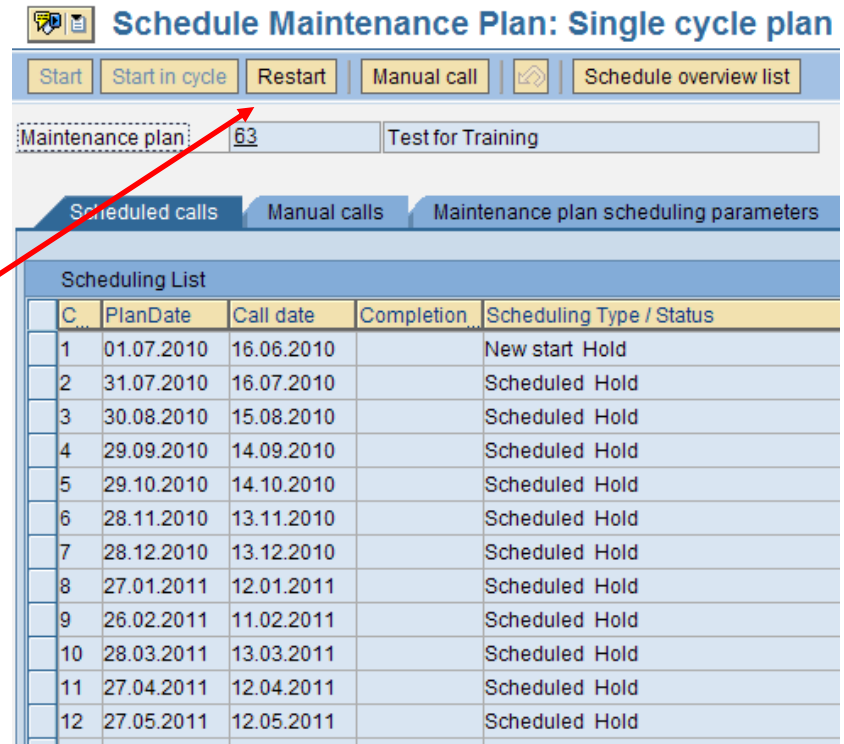 Schedule Maintenance Plan: Single cycle plan
Start Start in cycle Restart Manual call Schedule overview list
Maintenance plan 63 Test for Training
Scheduled calls Manual calls Maintenance plan scheduling parameters
Scheduling List
C... PlanDate Call date Completion... Scheduling Type / Status
1 01.07.2010 16.06.2010 New start Hold
2 31.07.2010 16.07.2010 Scheduled Hold
3 30.08.2010 15.08.2010 Scheduled Hold
4 29.09.2010 14.09.2010 Scheduled Hold
5 29.10.2010 14.10.2010 Scheduled Hold
6 28.11.2010 13.11.2010 Scheduled Hold
7 28.12.2010 13.12.2010 Scheduled Hold
8 27.01.2011 12.01.2011 Scheduled Hold
9 26.02.2011 11.02.2011 Scheduled Hold
10 28.03.2011 13.03.2011 Scheduled Hold
11 27.04.2011 12.04.2011 Scheduled Hold
12 27.05.2011 12.05.2011 Scheduled Hold